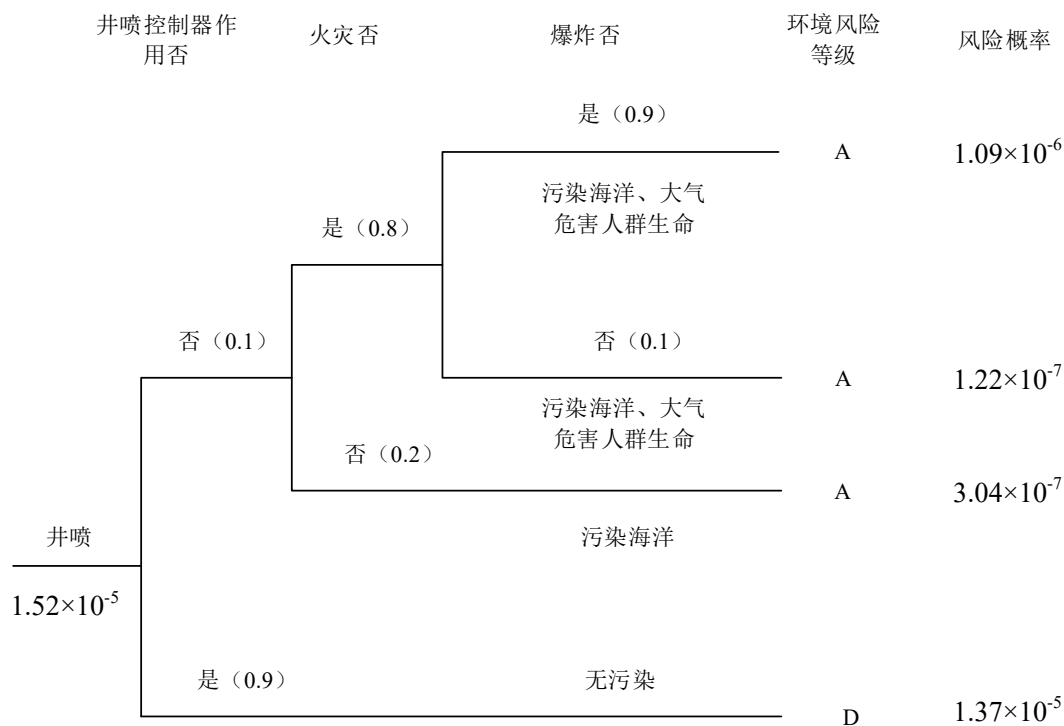 井喷控制器作
用否
火灾否
爆炸否
环境风险
等级
风险概率
是（0.9）
A
1.09×10⁻⁶
污染海洋、大气
危害人群生命
是（0.8）
否（0.1）
否（0.1）
A
1.22×10⁻⁷
污染海洋、大气
危害人群生命
否（0.2）
A
3.04×10⁻⁷
井喷
污染海洋
1.52×10⁻⁵
是（0.9）
无污染
D
1.37×10⁻⁵